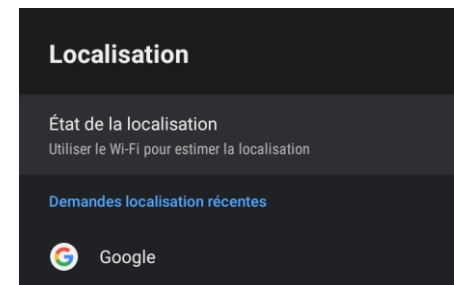 Localisation
État de la localisation
Utiliser le Wi-Fi pour estimer la localisation
Demandes localisation récentes
Google